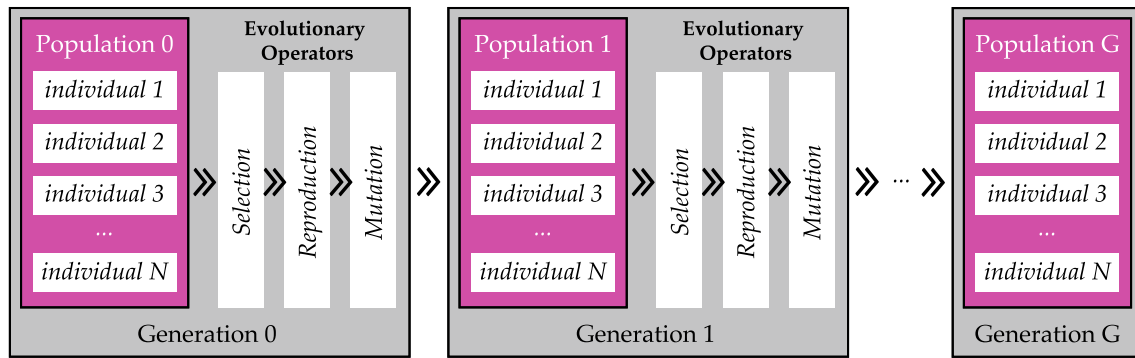 Population 0
individual 1
individual 2
individual 3
...
individual N
Evolutionary
Operators
Selection
Reproduction
Mutation
Generation 0
Population 1
individual 1
individual 2
individual 3
...
individual N
Evolutionary
Operators
Selection
Reproduction
Mutation
Generation 1
...
Population G
individual 1
individual 2
individual 3
...
individual N
Generation G